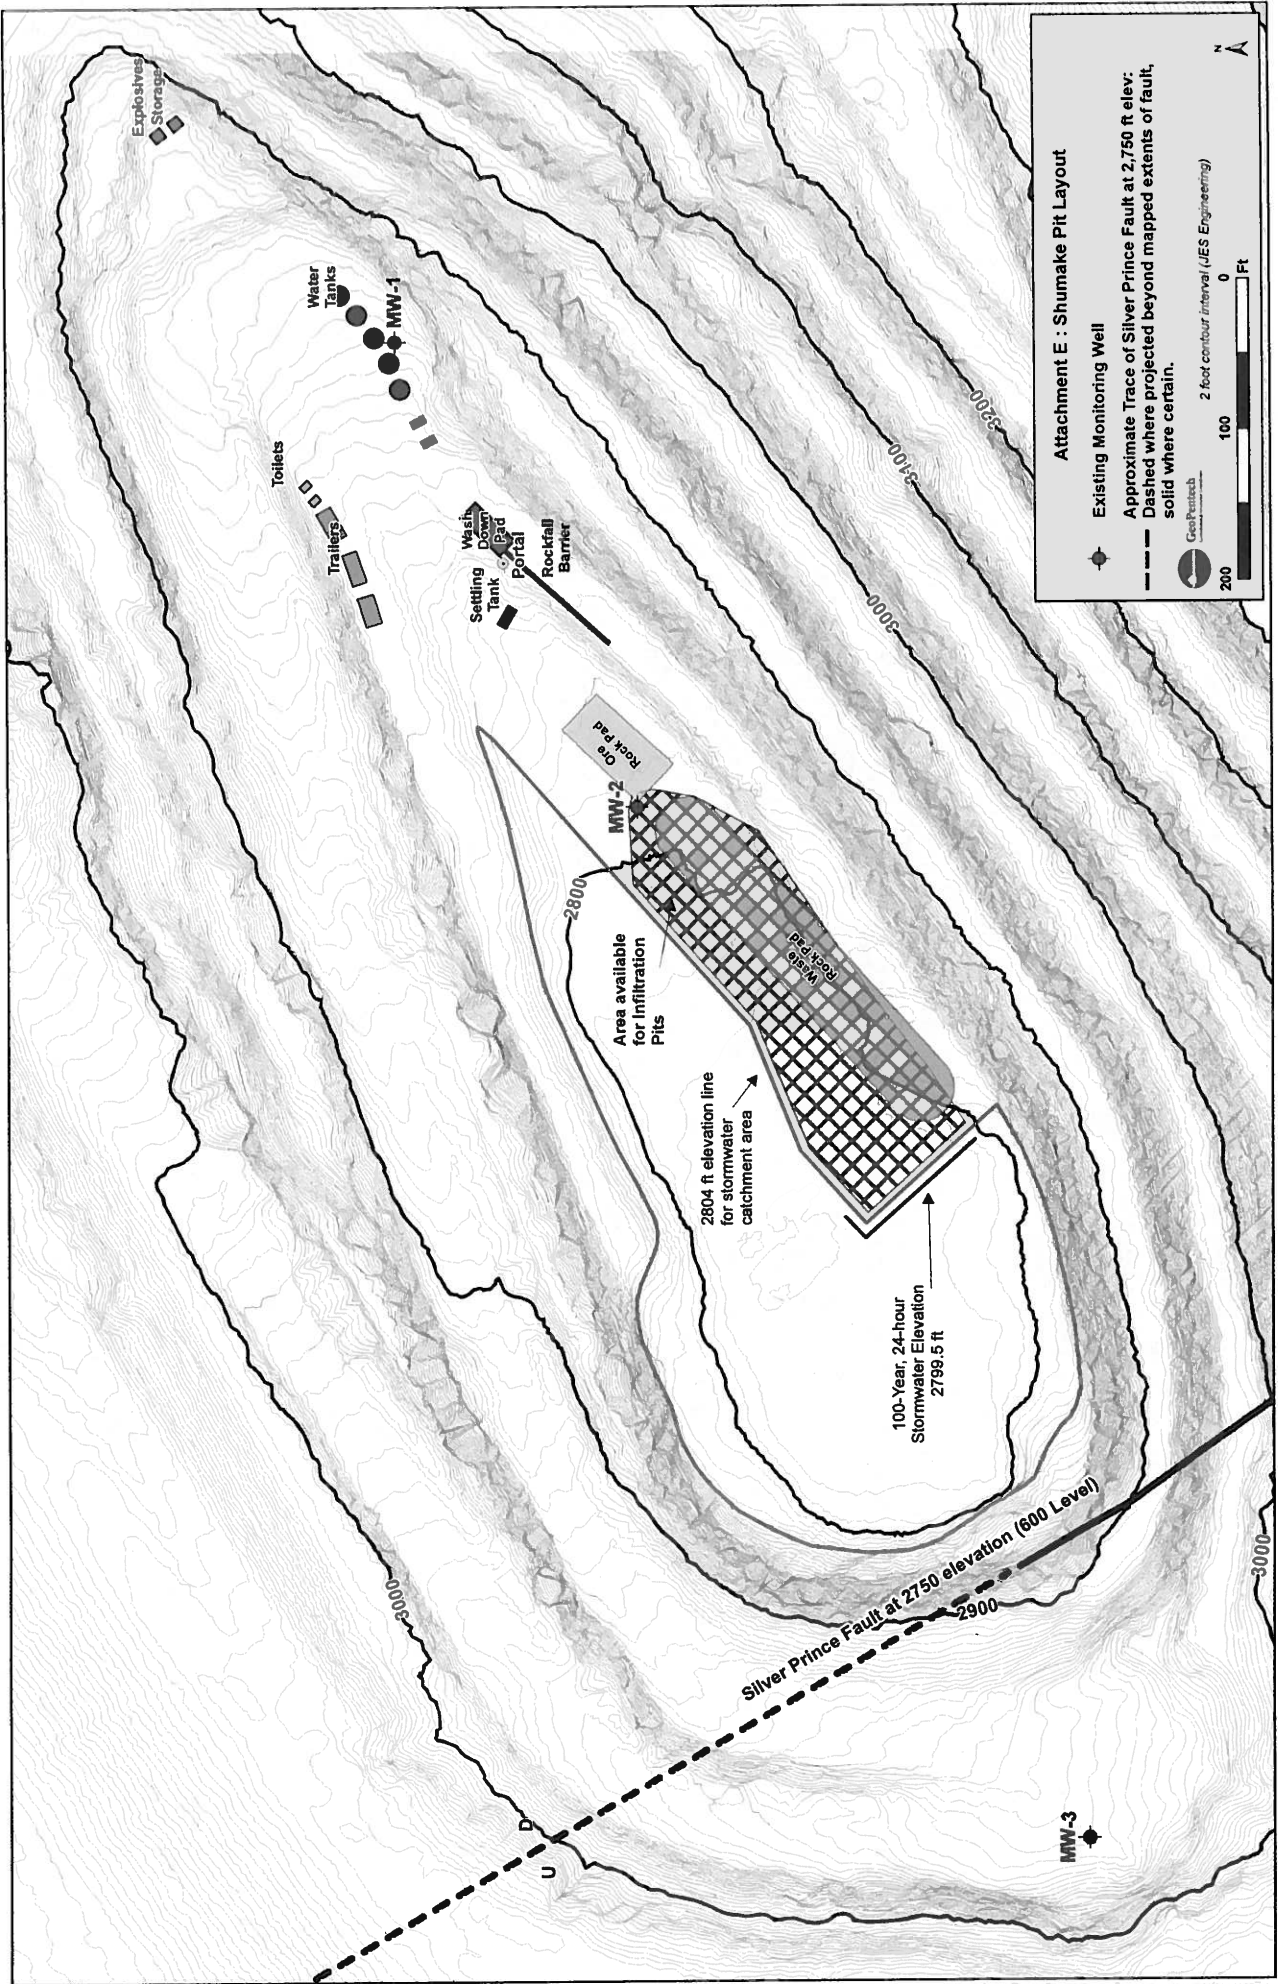 Explosives
Storage
Water
Tanks
MW-1
Toilets
Trailers
Wash
Down
Pad
Portal
Settling
Tank
Rockfall
Barrier
Ore
Rock Pad
MW-2
2800
Area available
for Infiltration
Pits
Waste
Rock Pad
2804 ft elevation line
for stormwater
catchment area
100-Year, 24-hour
Stormwater Elevation
2799.5 ft
3200
3100
3000
3000
Silver Prince Fault at 2750 elevation (600 Level)
2900
3000
D
U
MW-3
Attachment E : Shumake Pit Layout
Existing Monitoring Well
Approximate Trace of Silver Prince Fault at 2,750 ft elev:
Dashed where projected beyond mapped extents of fault,
solid where certain.
GeoPentech
2 foot contour interval (JES Engineering)
200 100 0
Ft
N